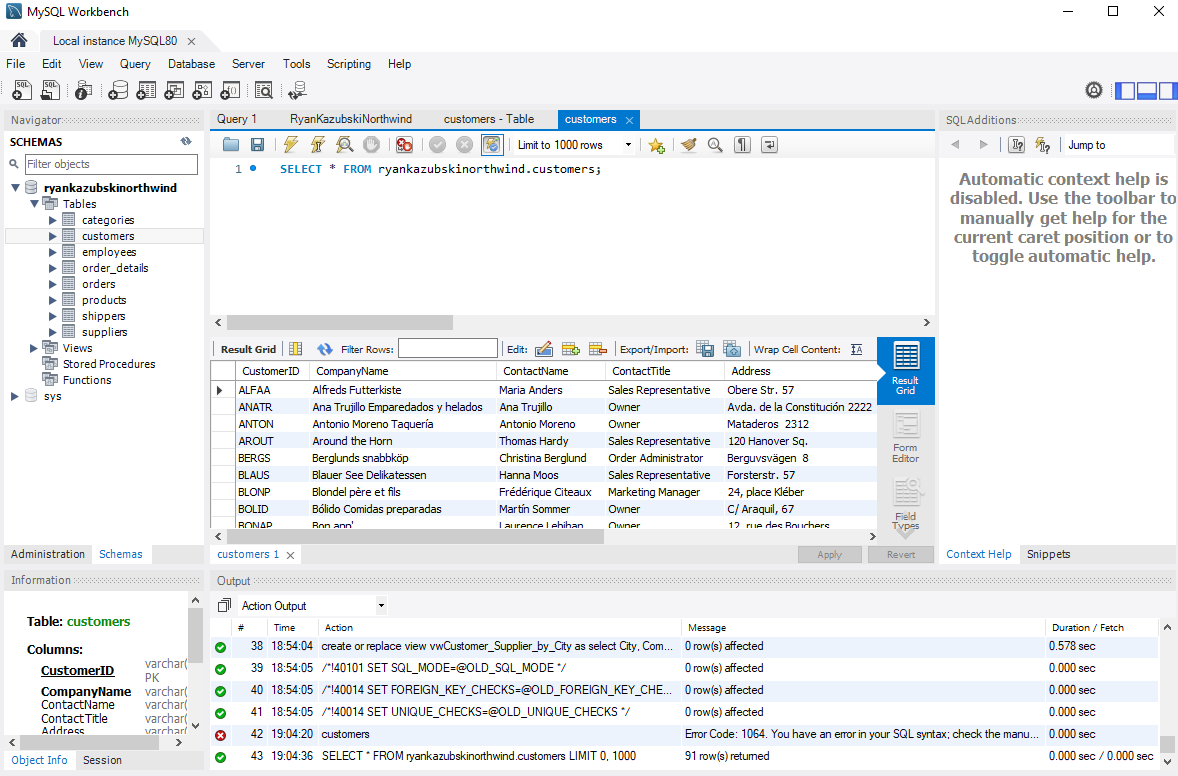 MySQL Workbench
Local instance MySQL80
File Edit View Query Database Server Tools Scripting Help
Navigator
SCHEMAS
Filter objects
ryankazubskinorthwind
Tables
categories
customers
employees
order_details
orders
products
shippers
suppliers
Views
Stored Procedures
Functions
sys
Administration Schemas
Query 1 RyanKazubskiNorthwind customers - Table customers
Limit to 1000 rows
1 SELECT * FROM ryankazubskinorthwind.customers;
Result Grid Filter Rows: Edit: Export/Import: Wrap Cell Content:
CustomerID CompanyName ContactName ContactTitle Address
ALFAA Alfreds Futterkiste Maria Anders Sales Representative Obere Str. 57
ANATR Ana Trujillo Emparedados y helados Ana Trujillo Owner Avda. de la Constitución 2222
ANTON Antonio Moreno Taquería Antonio Moreno Owner Mataderos 2312
AROUT Around the Horn Thomas Hardy Sales Representative 120 Hanover Sq.
BERGS Berglunds snabbköp Christina Berglund Order Administrator Berguvsvägen 8
BLAUS Blauer See Delikatessen Hanna Moos Sales Representative Forsterstr. 57
BLONP Blondel père et fils Frédérique Citeaux Marketing Manager 24, place Kléber
BOLID Bólido Comidas preparadas Martín Sommer Owner C/ Araquil, 67
BONAP Bon app' Laurence Lebihan Owner 12, rue des Bouchers
Result
Grid
Form
Editor
Field
Types
customers 1
Apply Revert
SQLAdditions
Jump to
Automatic context help is
disabled. Use the toolbar to
manually get help for the
current caret position or to
toggle automatic help.
Context Help Snippets
Information
Table: customers
Columns:
CustomerID varchar(
PK
CompanyName varchar(
ContactName varchar(
ContactTitle varchar(
Address varchar(
Object Info Session
Output
Action Output
# Time Action Message Duration / Fetch
38 18:54:04 create or replace view vwCustomer_Supplier_by_City as select City, Com... 0 row(s) affected 0.578 sec
39 18:54:05 /*!40101 SET SQL_MODE=@OLD_SQL_MODE */ 0 row(s) affected 0.000 sec
40 18:54:05 /*!40014 SET FOREIGN_KEY_CHECKS=@OLD_FOREIGN_KEY_CHE... 0 row(s) affected 0.000 sec
41 18:54:05 /*!40014 SET UNIQUE_CHECKS=@OLD_UNIQUE_CHECKS */ 0 row(s) affected 0.000 sec
42 19:04:20 customers Error Code: 1064. You have an error in your SQL syntax; check the manu... 0.000 sec
43 19:04:36 SELECT * FROM ryankazubskinorthwind.customers LIMIT 0, 1000 91 row(s) returned 0.000 sec / 0.000 sec